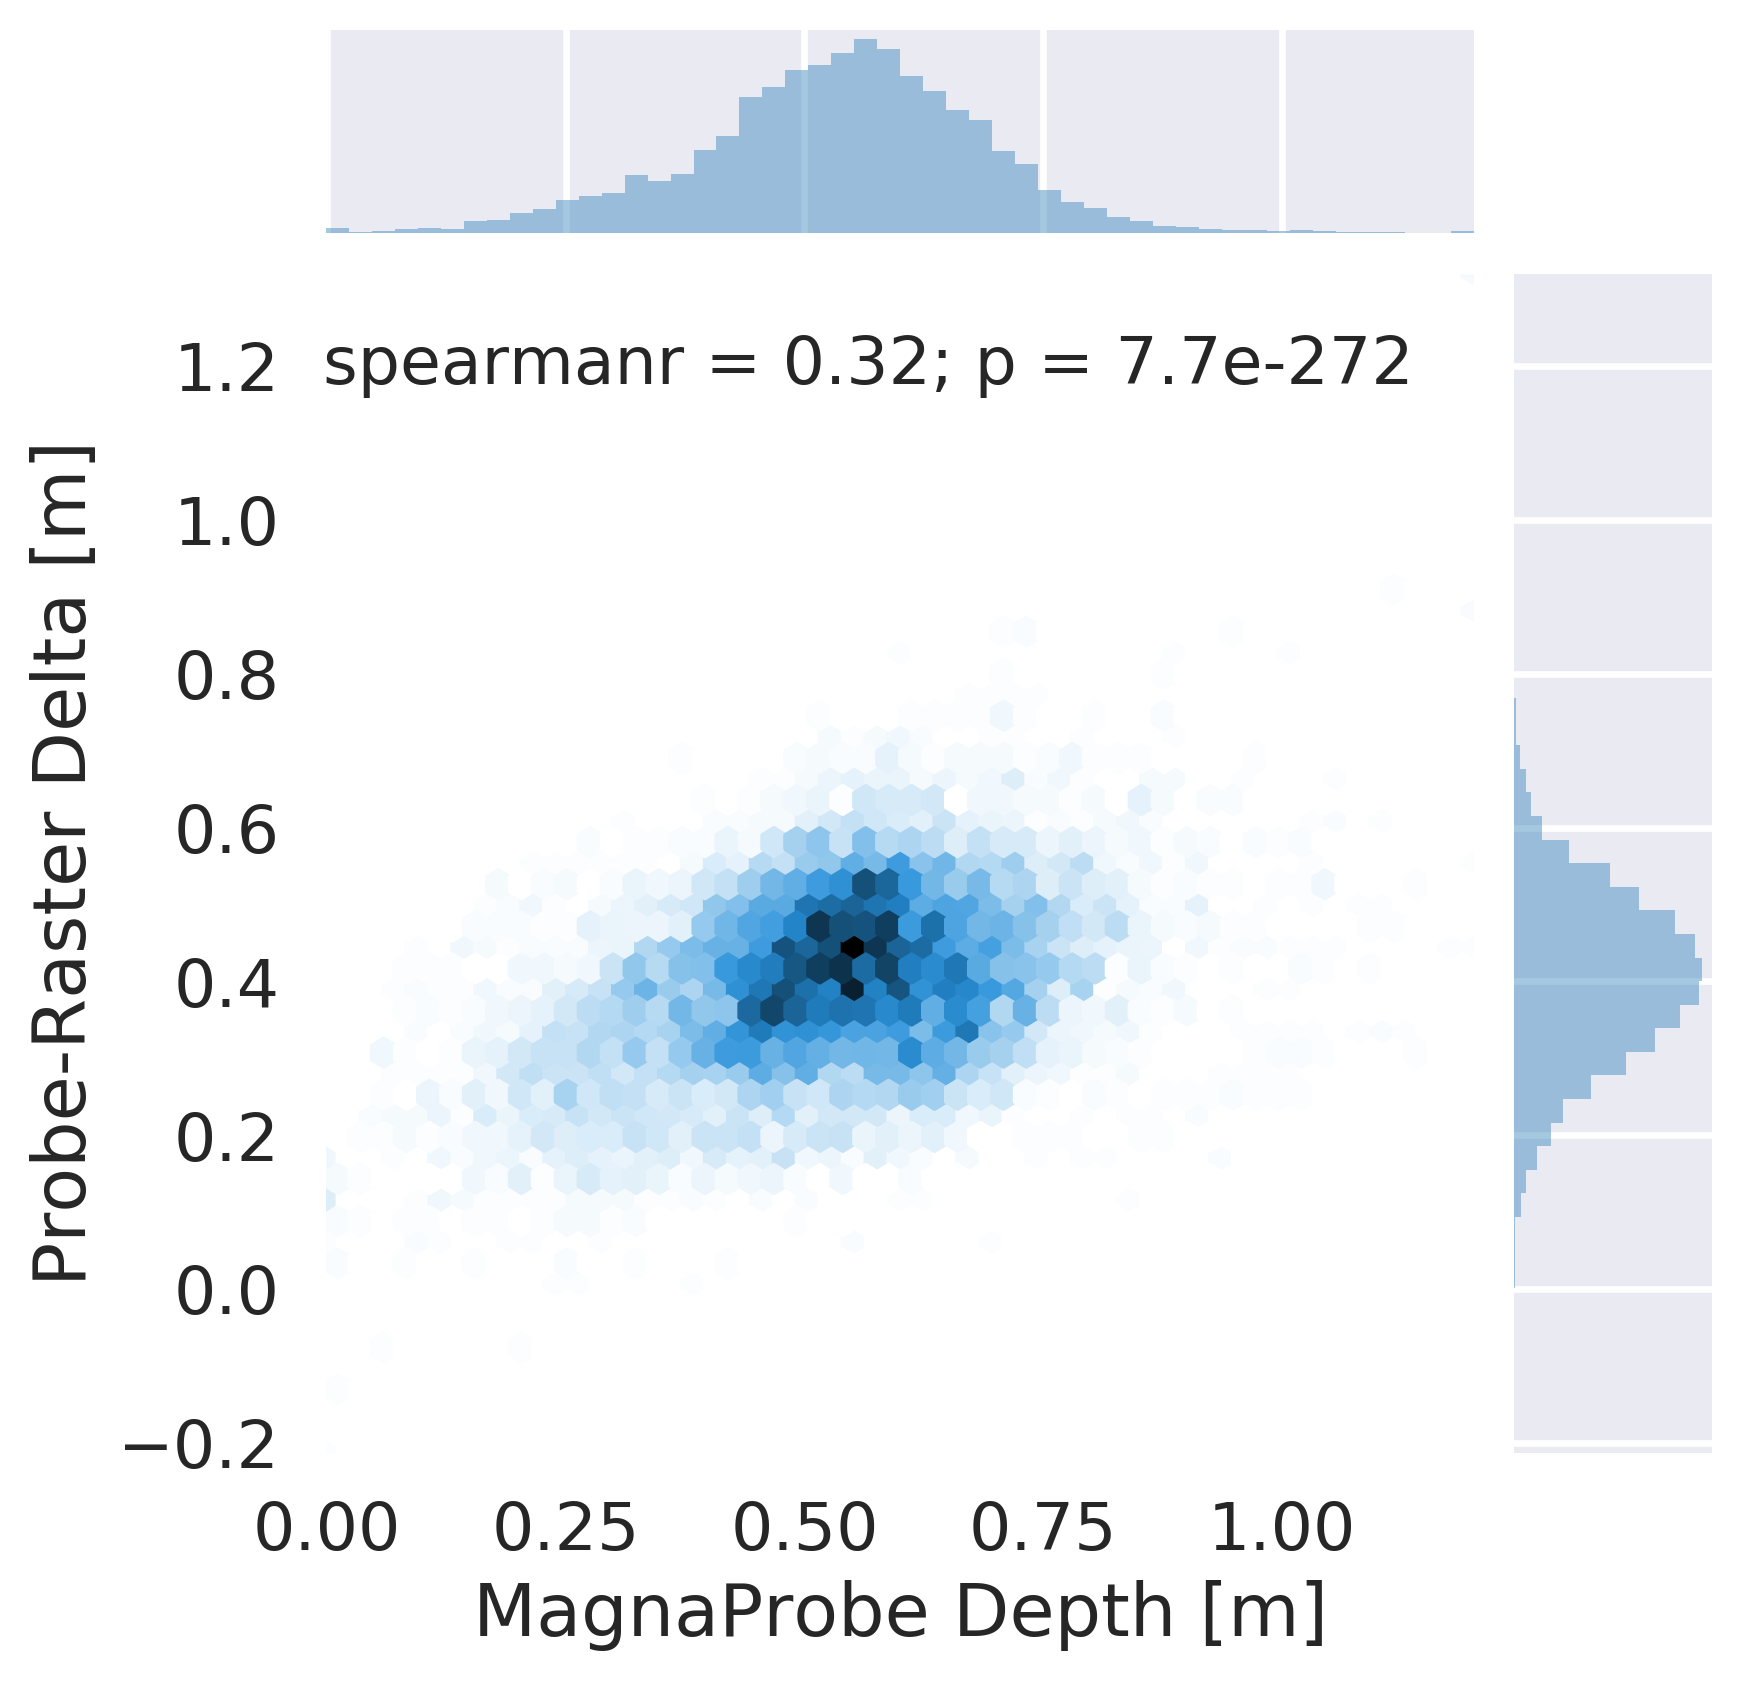 spearmanr = 0.32; p = 7.7e-272
Probe-Raster Delta [m]
1.2
1.0
0.8
0.6
0.4
0.2
0.0
−0.2
0.00 0.25 0.50 0.75 1.00
MagnaProbe Depth [m]